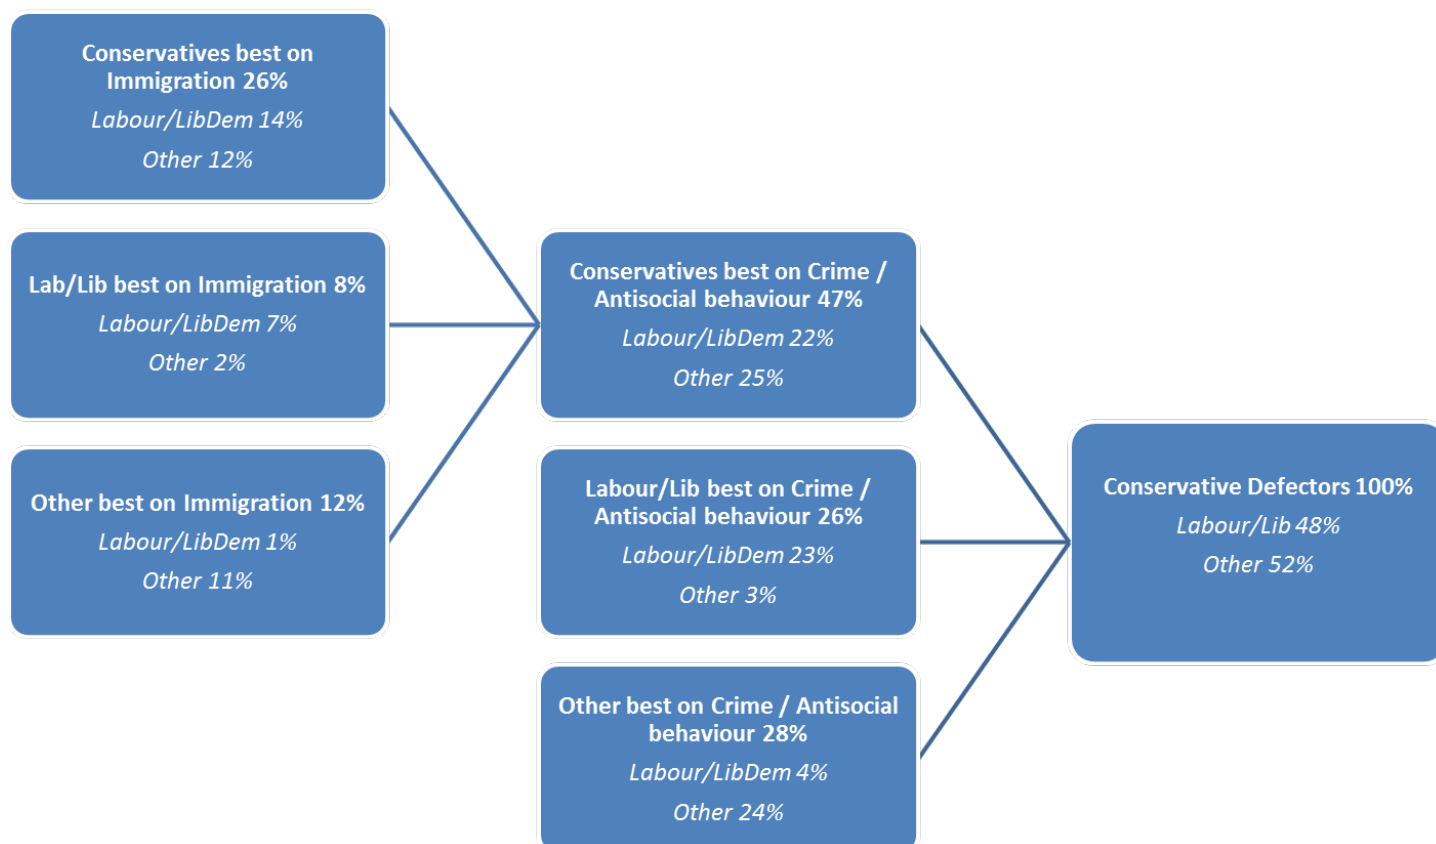 Conservatives best on
Immigration 26%
Labour/LibDem 14%
Other 12%
Lab/Lib best on Immigration 8%
Labour/LibDem 7%
Other 2%
Other best on Immigration 12%
Labour/LibDem 1%
Other 11%
Conservatives best on Crime /
Antisocial behaviour 47%
Labour/LibDem 22%
Other 25%
Labour/Lib best on Crime /
Antisocial behaviour 26%
Labour/LibDem 23%
Other 3%
Other best on Crime / Antisocial
behaviour 28%
Labour/LibDem 4%
Other 24%
Conservative Defectors 100%
Labour/Lib 48%
Other 52%